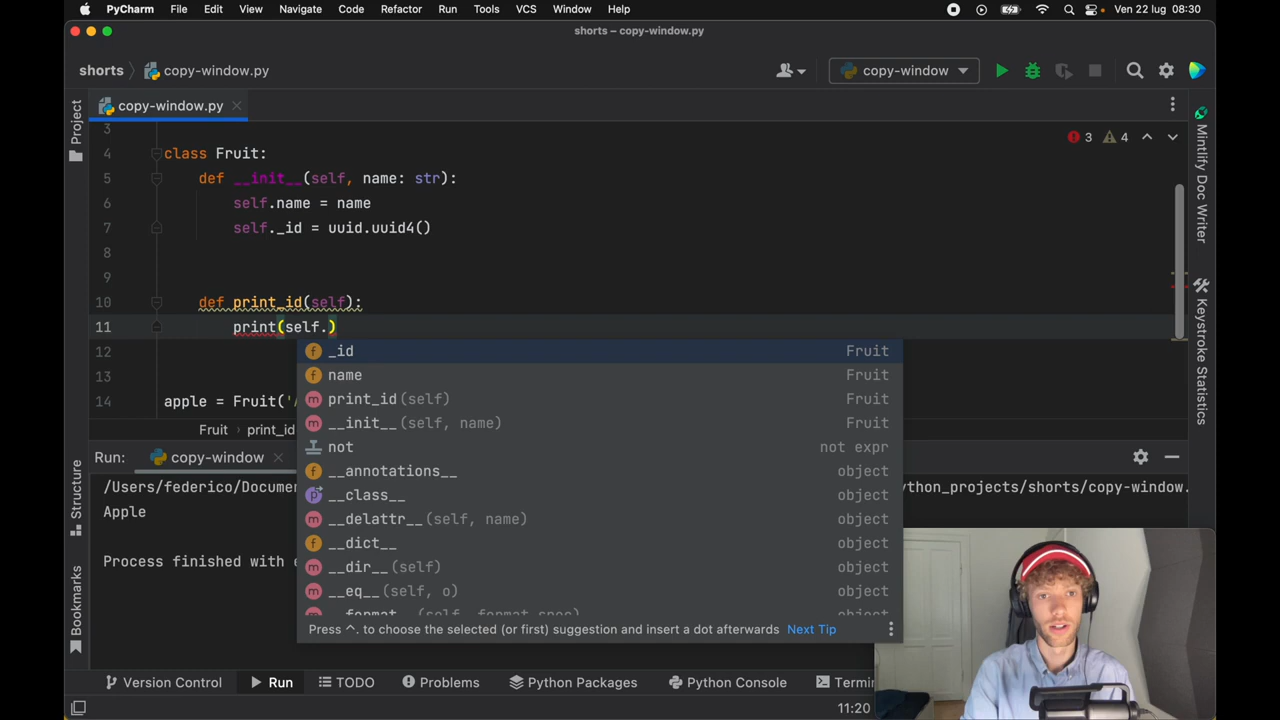 PyCharm File Edit View Navigate Code Refactor Run Tools VCS Window Help Ven 22 lug 08:30
shorts – copy-window.py
shorts copy-window.py copy-window
copy-window.py
Project
Mintlify Doc Writer
Keystroke Statistics
3 4
3
4 class Fruit:
5 def __init__(self, name: str):
6 self.name = name
7 self._id = uuid.uuid4()
8
9
10 def print_id(self):
11 print(self.)
12
13
14 apple = Fruit('
_id Fruit
name Fruit
print_id(self) Fruit
__init__(self, name) Fruit
not not expr
__annotations__ object
__class__ object
__delattr__(self, name) object
__dict__ object
__dir__(self) object
__eq__(self, o) object
__format__(self, format_spec) object
Press ^. to choose the selected (or first) suggestion and insert a dot afterwards Next Tip
Fruit print_id
Run: copy-window
Structure
Bookmarks
/Users/federico/Docume
ython_projects/shorts/copy-window.
Apple
Process finished with e
Version Control Run TODO Problems Python Packages Python Console Termi
11:20